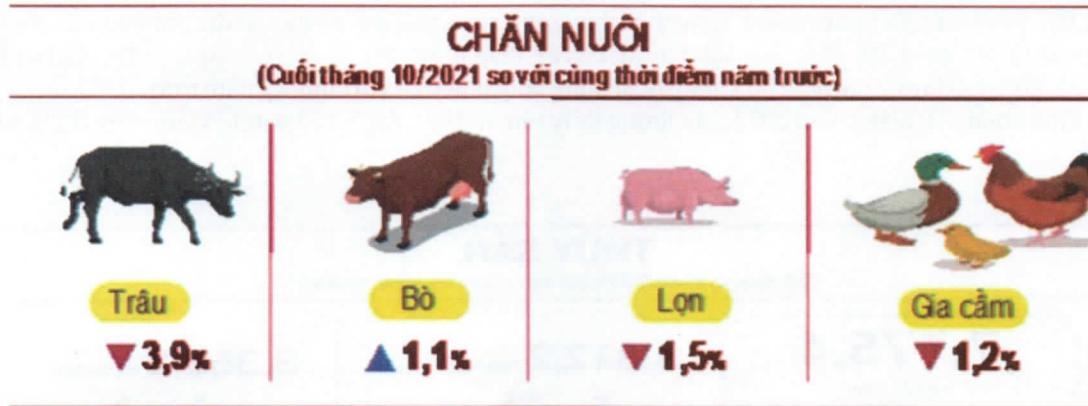 CHĂN NUÔI
(Cuối tháng 10/2021 so với cùng thời điểm năm trước)
Trâu
Bò
Lợn
Gia cầm
▼3,9%
▲1,1%
▼1,5%
▼1,2%